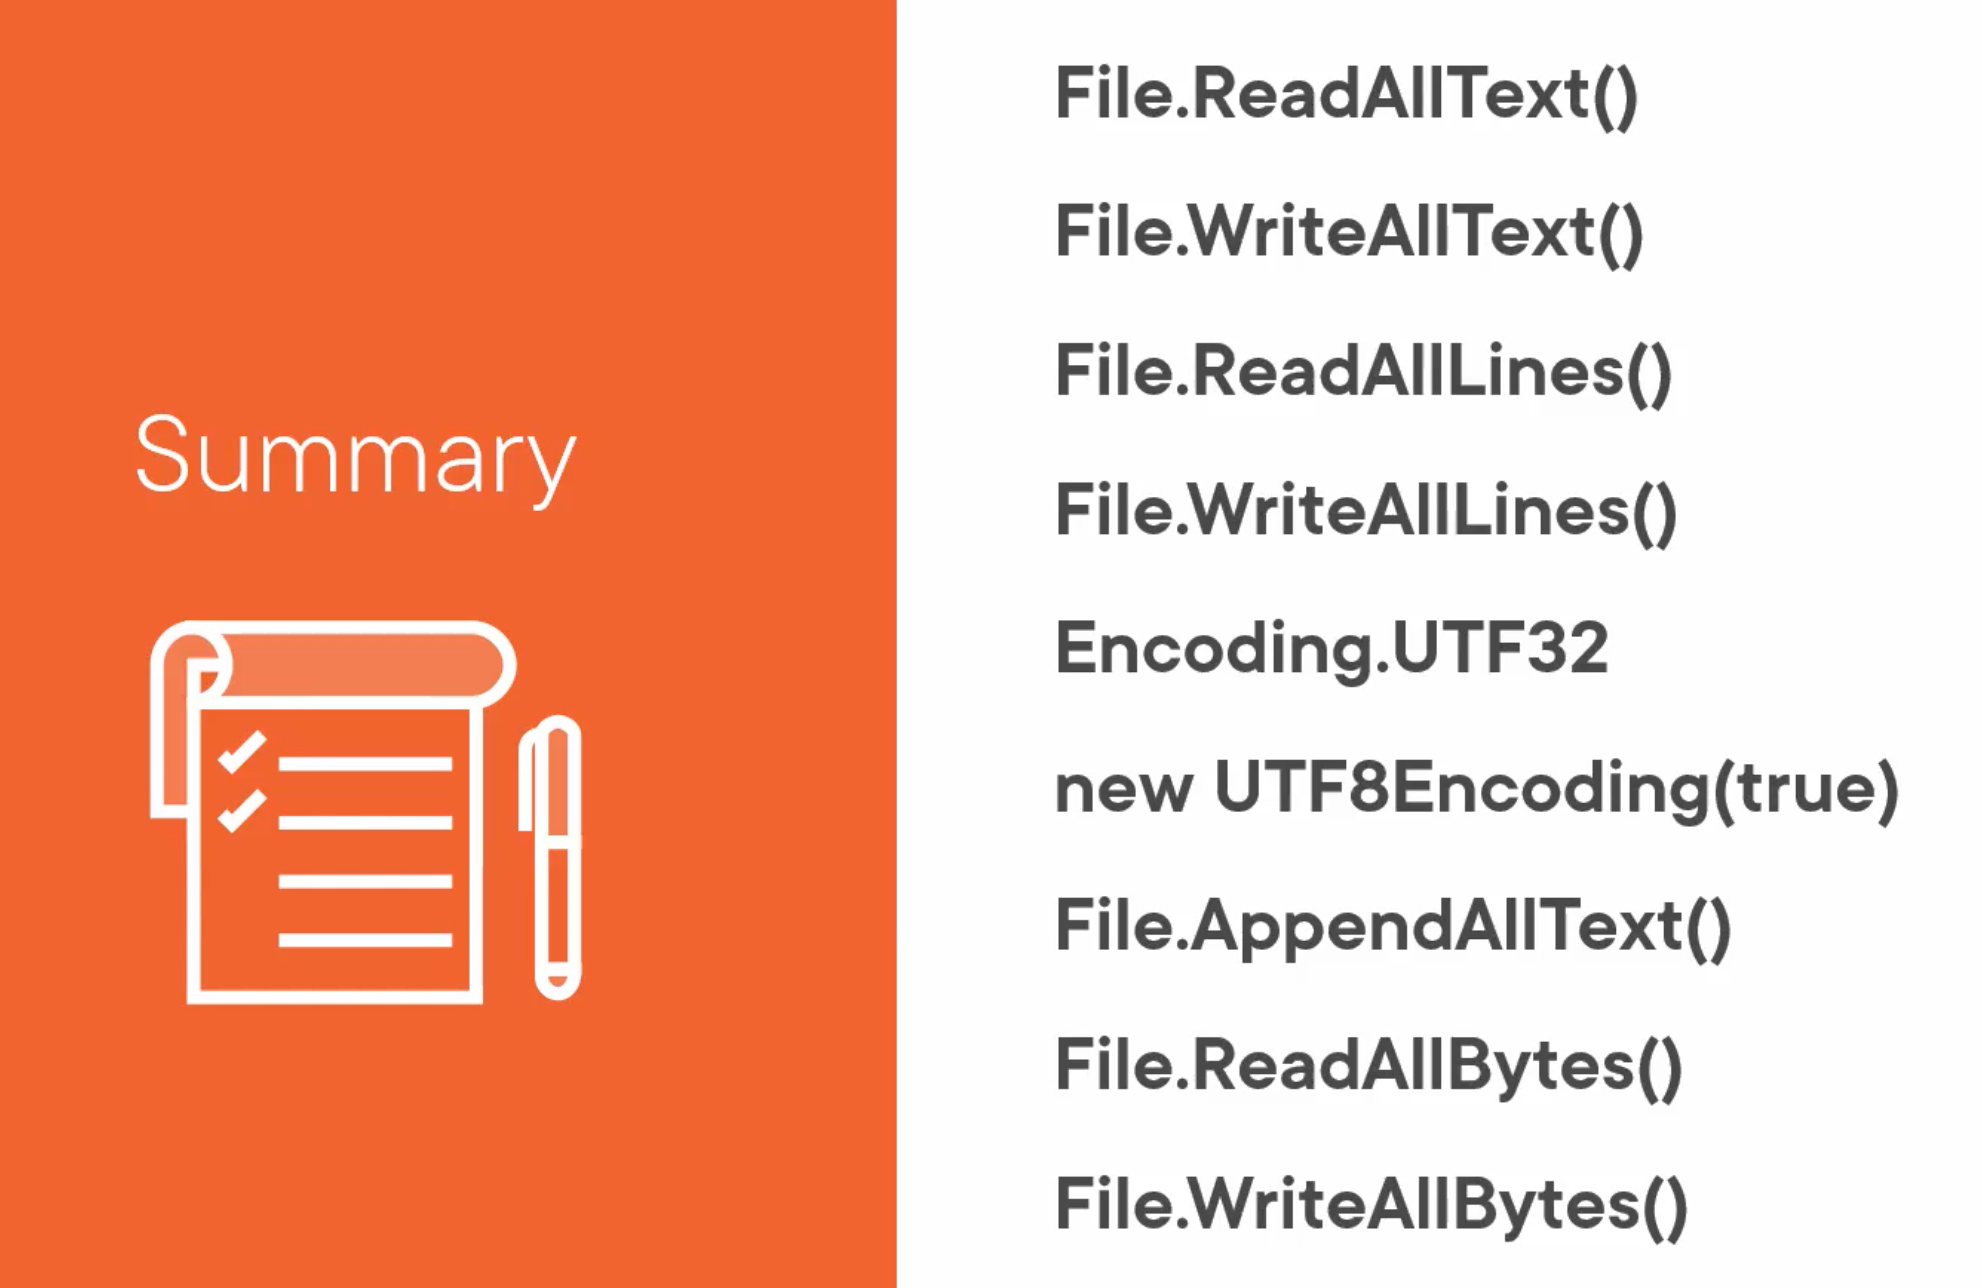 Summary
File.ReadAllText()
File.WriteAllText()
File.ReadAllLines()
File.WriteAllLines()
Encoding.UTF32
new UTF8Encoding(true)
File.AppendAllText()
File.ReadAllBytes()
File.WriteAllBytes()